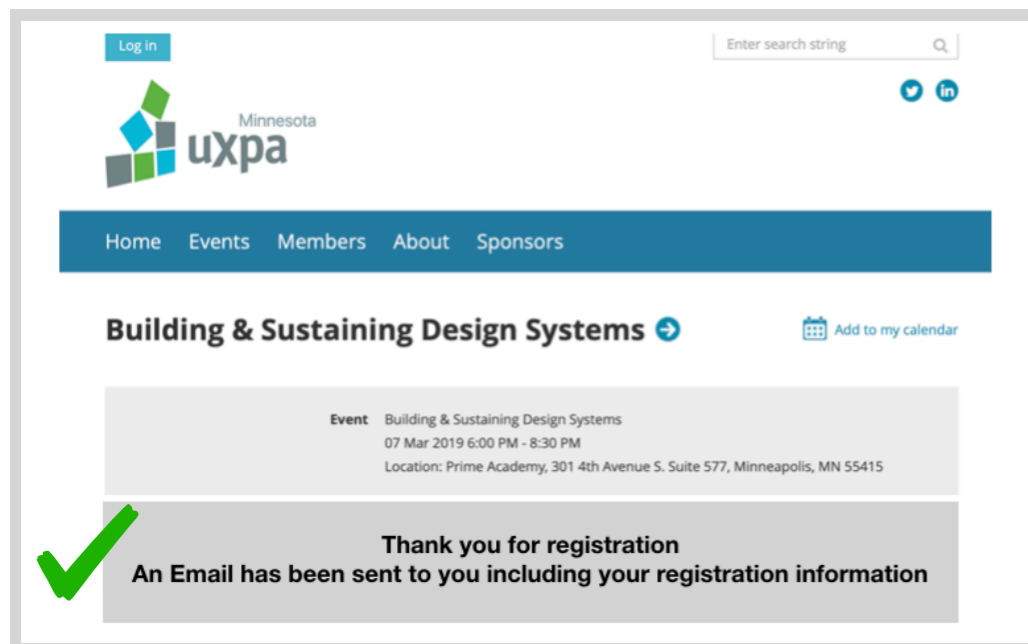 Log in
Enter search string
Minnesota
uxpa
Home Events Members About Sponsors
Building & Sustaining Design Systems
Add to my calendar
Event Building & Sustaining Design Systems
07 Mar 2019 6:00 PM - 8:30 PM
Location: Prime Academy, 301 4th Avenue S. Suite 577, Minneapolis, MN 55415
Thank you for registration
An Email has been sent to you including your registration information